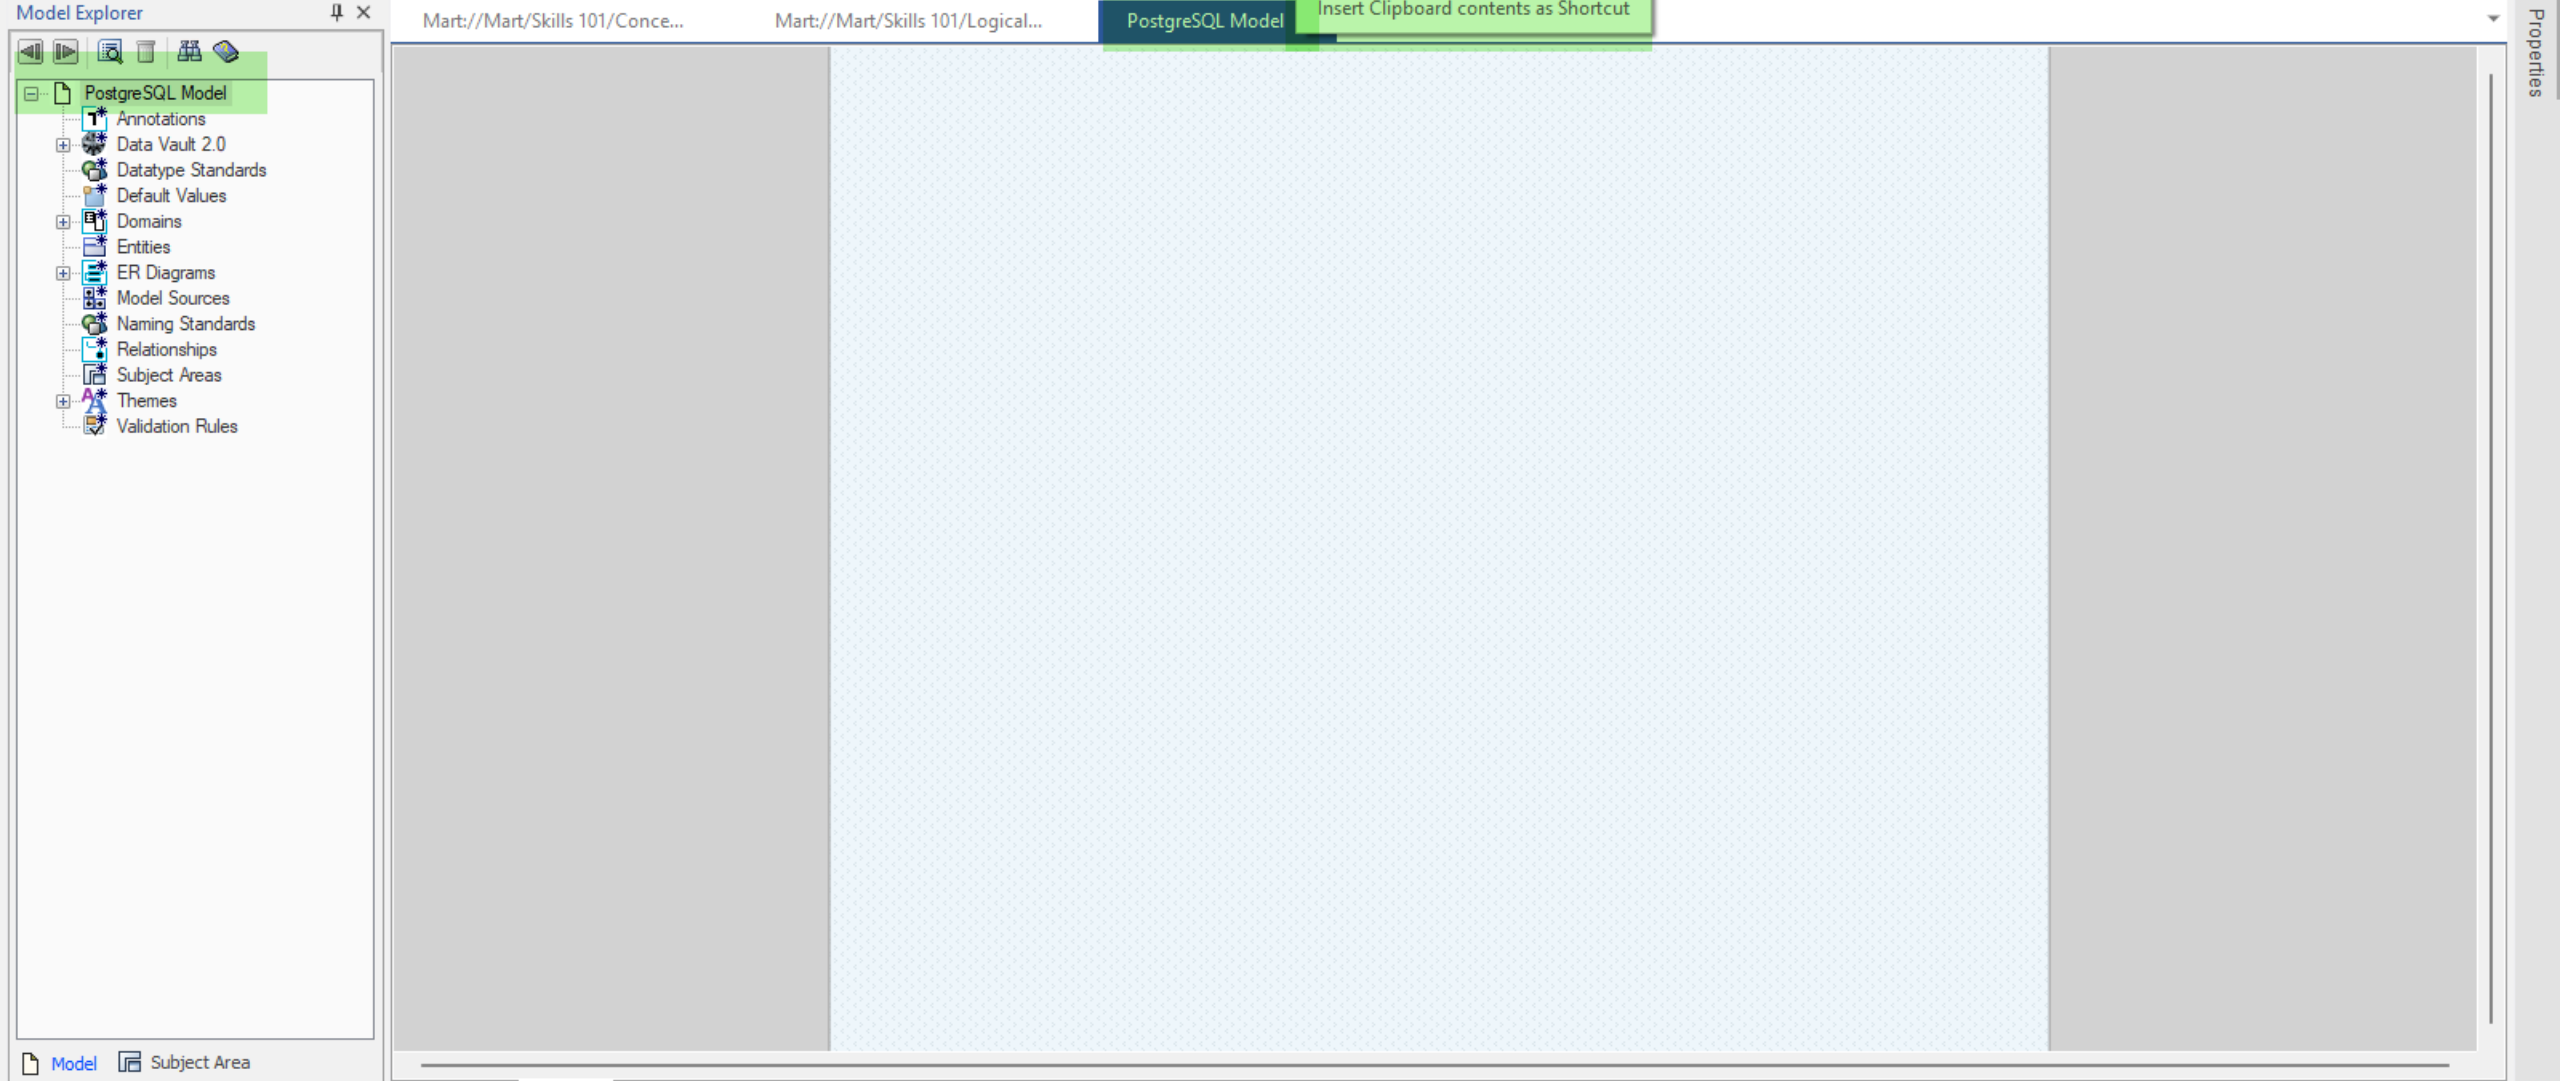 Model Explorer
Mart://Mart/Skills 101/Conce...
Mart://Mart/Skills 101/Logical...
PostgreSQL Model
Insert Clipboard contents as Shortcut
Properties
PostgreSQL Model
Annotations
Data Vault 2.0
Datatype Standards
Default Values
Domains
Entities
ER Diagrams
Model Sources
Naming Standards
Relationships
Subject Areas
Themes
Validation Rules
Model
Subject Area